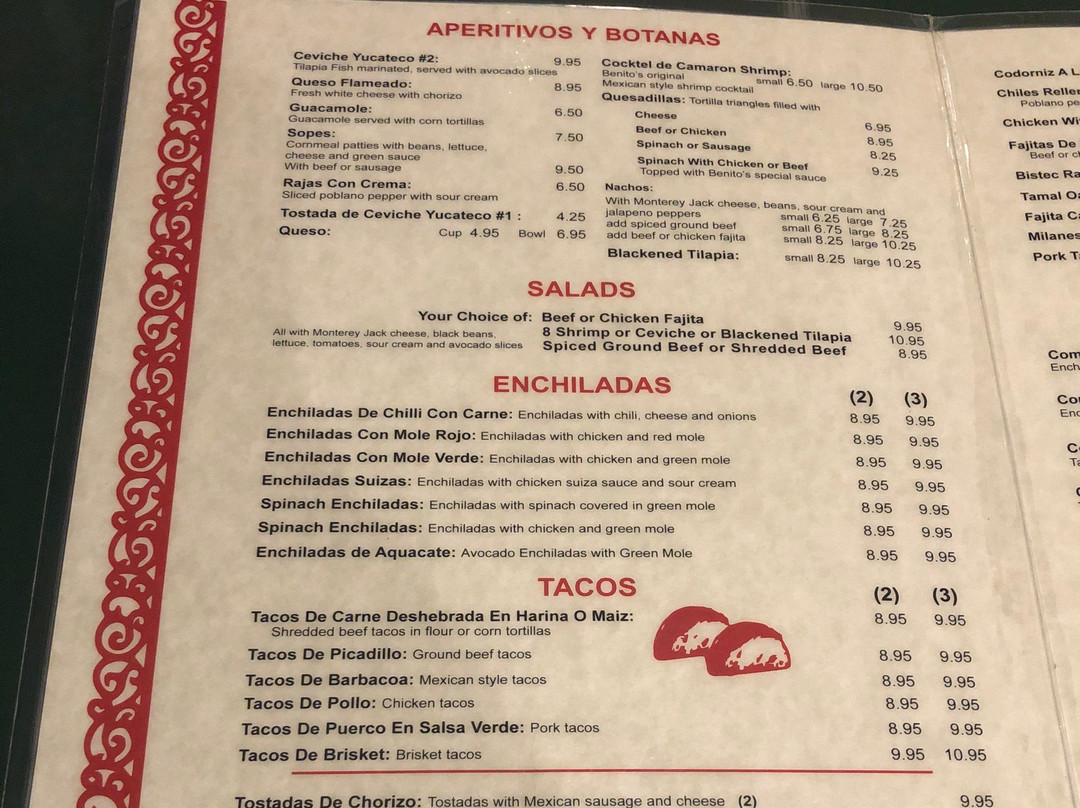 APERITIVOS Y BOTANAS
Ceviche Yucateco #2: 9.95
Tilapia Fish marinated, served with avocado slices
Queso Flameado: 8.95
Fresh white cheese with chorizo
Guacamole: 6.50
Guacamole served with corn tortillas
Sopes: 7.50
Cornmeal patties with beans, lettuce,
cheese and green sauce
With beef or sausage 9.50
Rajas Con Crema: 6.50
Sliced poblano pepper with sour cream
Tostada de Ceviche Yucateco #1 : 4.25
Queso: Cup 4.95 Bowl 6.95
Cocktel de Camaron Shrimp:
Benito's original small 6.50 large 10.50
Mexican style shrimp cocktail
Quesadillas: Tortilla triangles filled with
Cheese 6.95
Beef or Chicken 8.95
Spinach or Sausage 8.25
Spinach With Chicken or Beef 9.25
Topped with Benito's special sauce
Nachos:
With Monterey Jack cheese, beans, sour cream and
jalapeno peppers small 6.25 large 7.25
add spiced ground beef small 6.75 large 8.25
add beef or chicken fajita small 8.25 large 10.25
Blackened Tilapia: small 8.25 large 10.25
SALADS
Your Choice of: Beef or Chicken Fajita 9.95
All with Monterey Jack cheese, black beans,
lettuce, tomatoes, sour cream and avocado slices
8 Shrimp or Ceviche or Blackened Tilapia 10.95
Spiced Ground Beef or Shredded Beef 8.95
ENCHILADAS
(2) (3)
Enchiladas De Chilli Con Carne: Enchiladas with chili, cheese and onions 8.95 9.95
Enchiladas Con Mole Rojo: Enchiladas with chicken and red mole 8.95 9.95
Enchiladas Con Mole Verde: Enchiladas with chicken and green mole 8.95 9.95
Enchiladas Suizas: Enchiladas with chicken suiza sauce and sour cream 8.95 9.95
Spinach Enchiladas: Enchiladas with spinach covered in green mole 8.95 9.95
Spinach Enchiladas: Enchiladas with chicken and green mole 8.95 9.95
Enchiladas de Aquacate: Avocado Enchiladas with Green Mole 8.95 9.95
TACOS
(2) (3)
Tacos De Carne Deshebrada En Harina O Maiz: 8.95 9.95
Shredded beef tacos in flour or corn tortillas
Tacos De Picadillo: Ground beef tacos 8.95 9.95
Tacos De Barbacoa: Mexican style tacos 8.95 9.95
Tacos De Pollo: Chicken tacos 8.95 9.95
Tacos De Puerco En Salsa Verde: Pork tacos 8.95 9.95
Tacos De Brisket: Brisket tacos 9.95 10.95
Tostadas De Chorizo: Tostadas with Mexican sausage and cheese (2) 9.95
Codorniz A
Chiles
Poblano
Chicken
Fajitas De
Beef or
Bistec
Tamal
Fajita
Pork